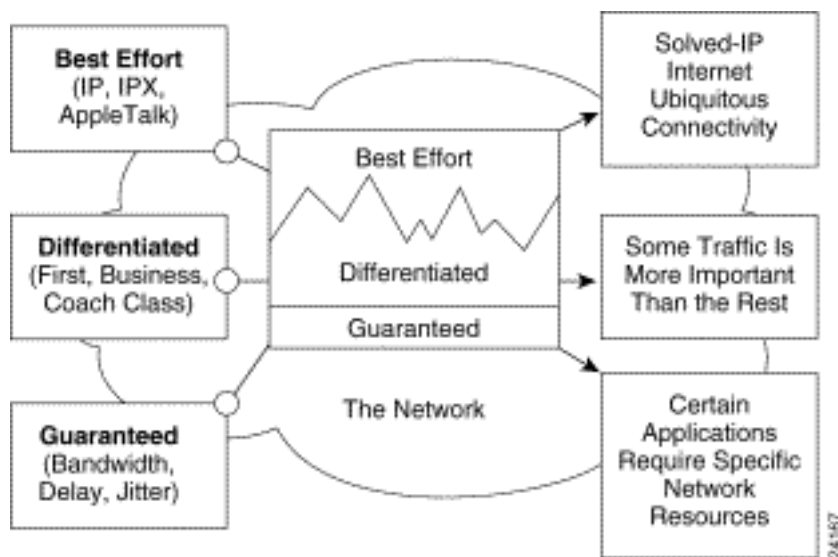 Best Effort
(IP, IPX,
AppleTalk)
Differentiated
(First, Business,
Coach Class)
Guaranteed
(Bandwidth,
Delay, Jitter)
Best Effort
Differentiated
Guaranteed
The Network
Solved-IP
Internet
Ubiquitous
Connectivity
Some Traffic Is
More Important
Than the Rest
Certain
Applications
Require Specific
Network
Resources